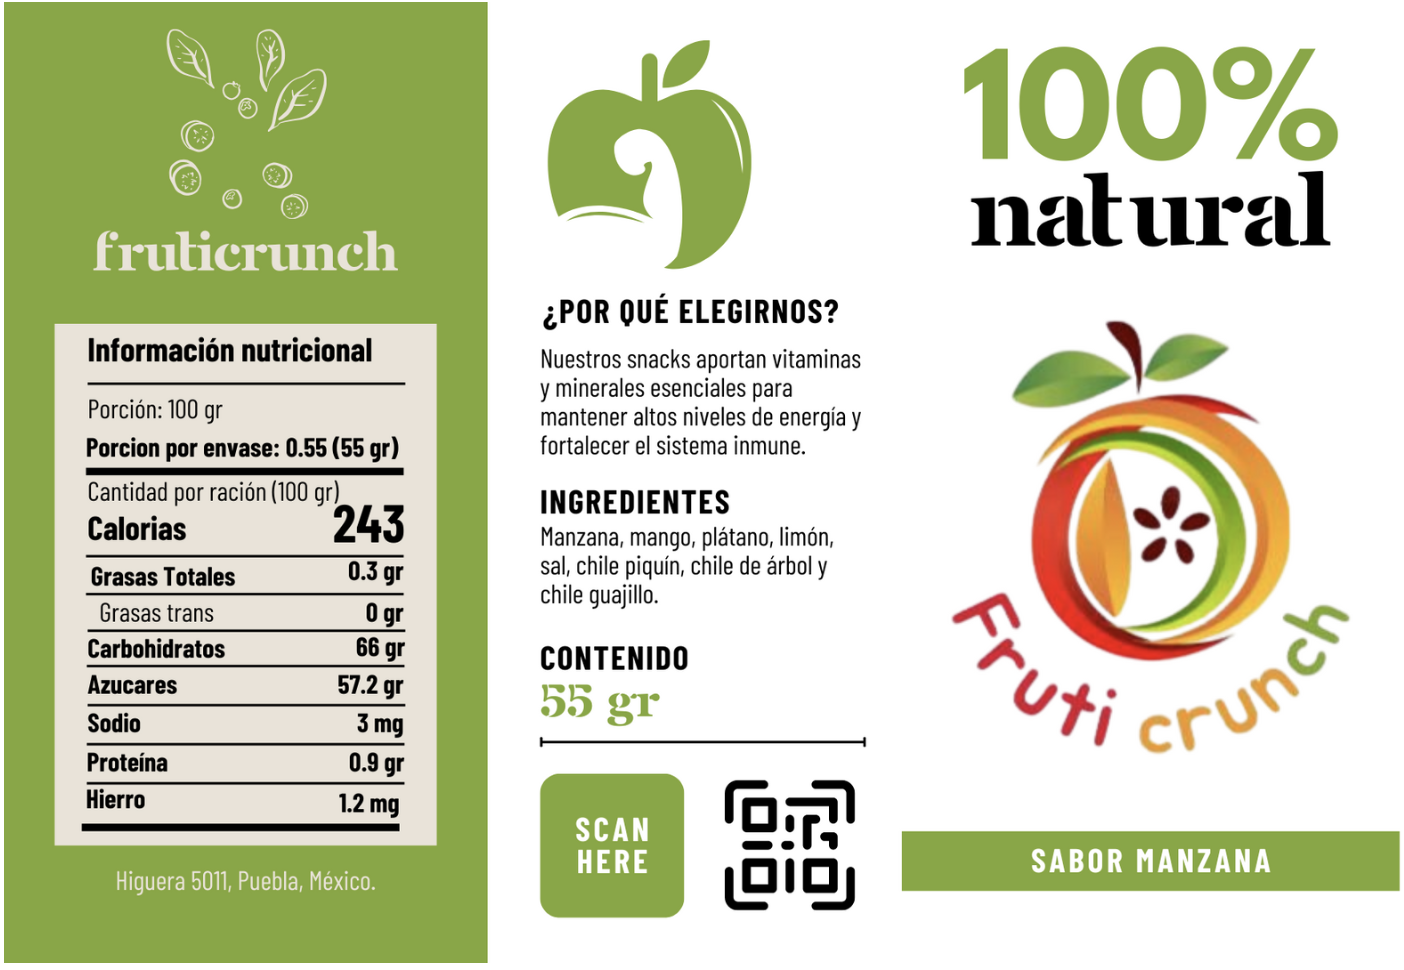 fruticrunch
Información nutricional
Porción: 100 gr
Porcion por envase: 0.55 (55 gr)
Cantidad por ración (100 gr)
Calorias 243
Grasas Totales 0.3 gr
Grasas trans 0 gr
Carbohidratos 66 gr
Azucares 57.2 gr
Sodio 3 mg
Proteína 0.9 gr
Hierro 1.2 mg
Higuera 5011, Puebla, México.
¿POR QUÉ ELEGIRNOS?
Nuestros snacks aportan vitaminas
y minerales esenciales para
mantener altos niveles de energía y
fortalecer el sistema inmune.
INGREDIENTES
Manzana, mango, plátano, limón,
sal, chile piquín, chile de árbol y
chile guajillo.
CONTENIDO
55 gr
SCAN
HERE
100%
natural
Fruti crunch
SABOR MANZANA